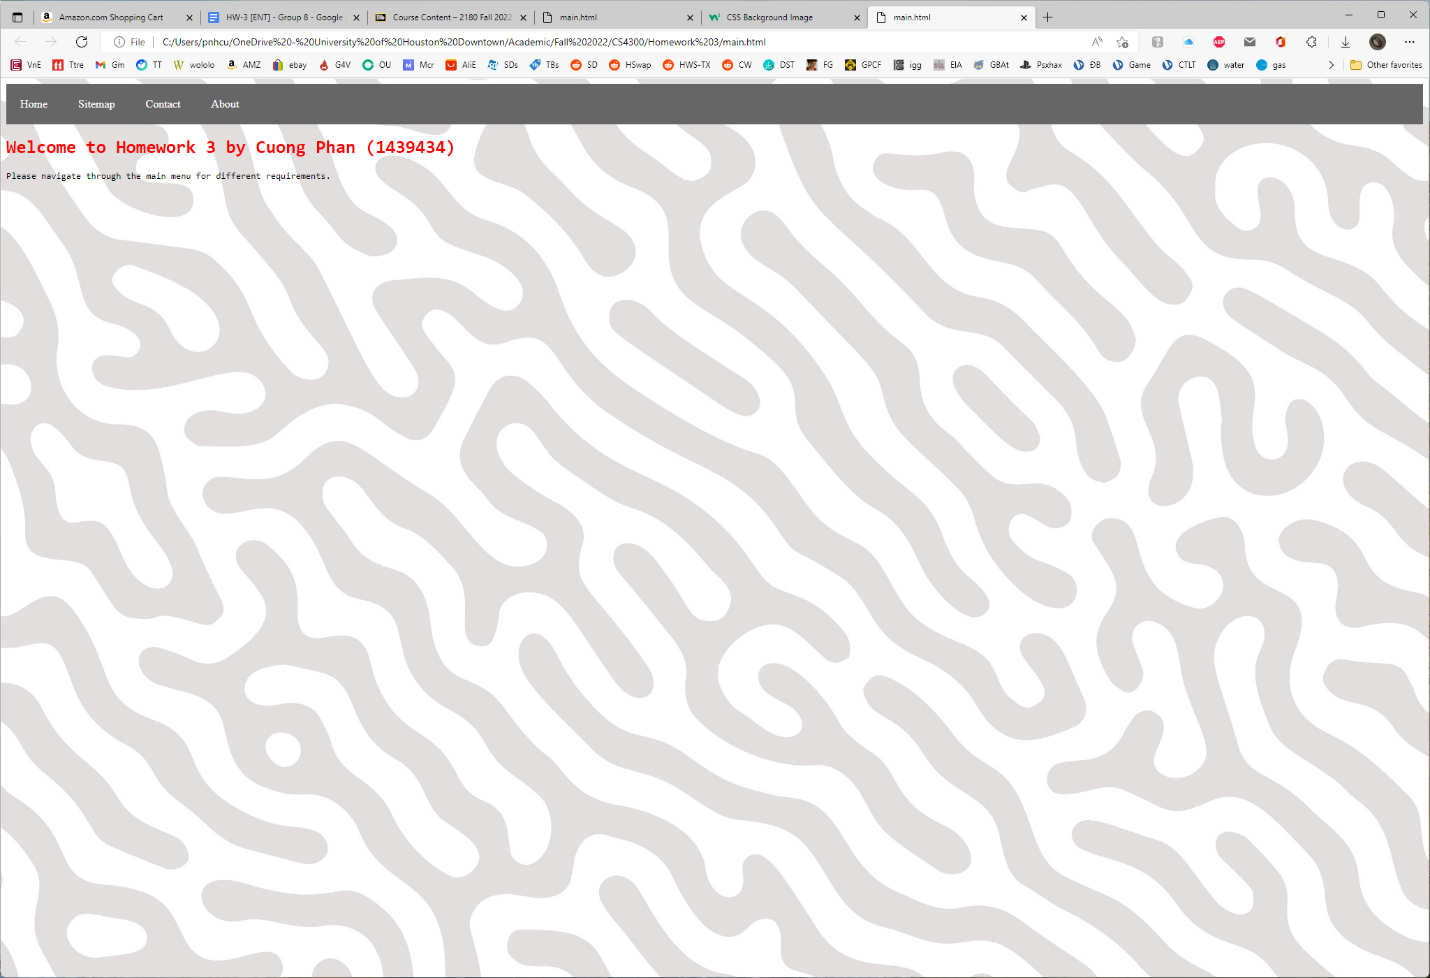 Amazon.com Shopping Cart
HW-3 [ENT] - Group 8 - Google
Course Content – 2180 Fall 2022
main.html
CSS Background Image
main.html
File
C:/Users/pnhcu/OneDrive%20-%20University%20of%20Houston%20Downtown/Academic/Fall%202022/CS4300/Homework%203/main.html
VnE Ttre Gm TT wololo AMZ ebay G4V OU Mcr AliE SDs TBs SD HSwap HWS-TX CW DST FG GPCF igg EIA GBAt Psxhax ĐB Game CTLT water gas Other favorites
Home Sitemap Contact About
Welcome to Homework 3 by Cuong Phan (1439434)
Please navigate through the main menu for different requirements.